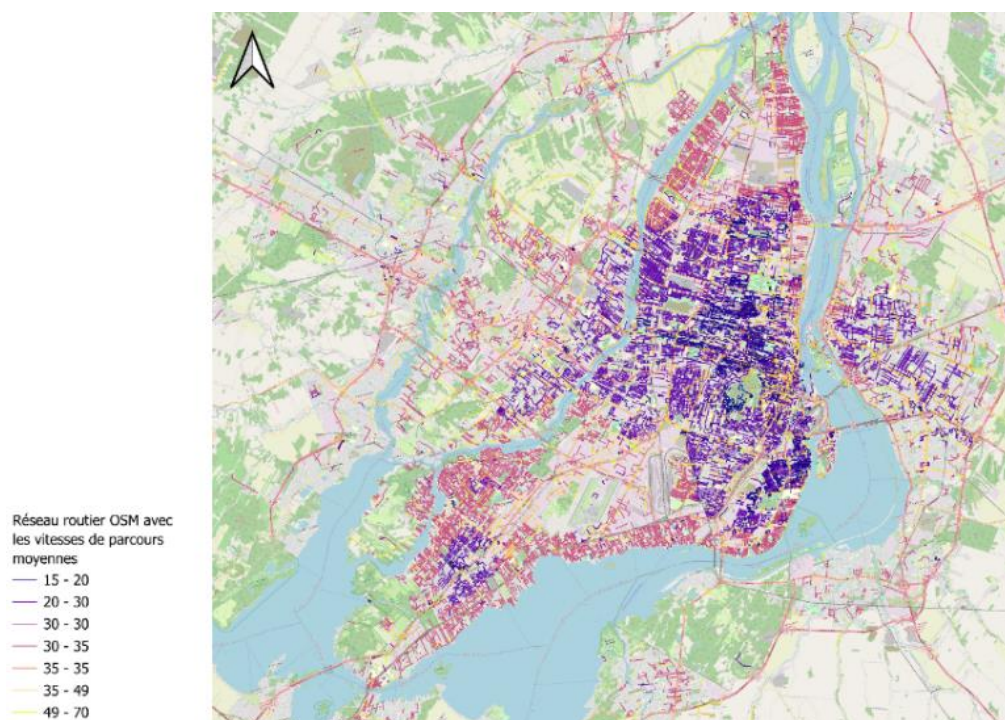 Réseau routier OSM avec
les vitesses de parcours
moyennes
15 - 20
20 - 30
30 - 30
30 - 35
35 - 35
35 - 49
49 - 70